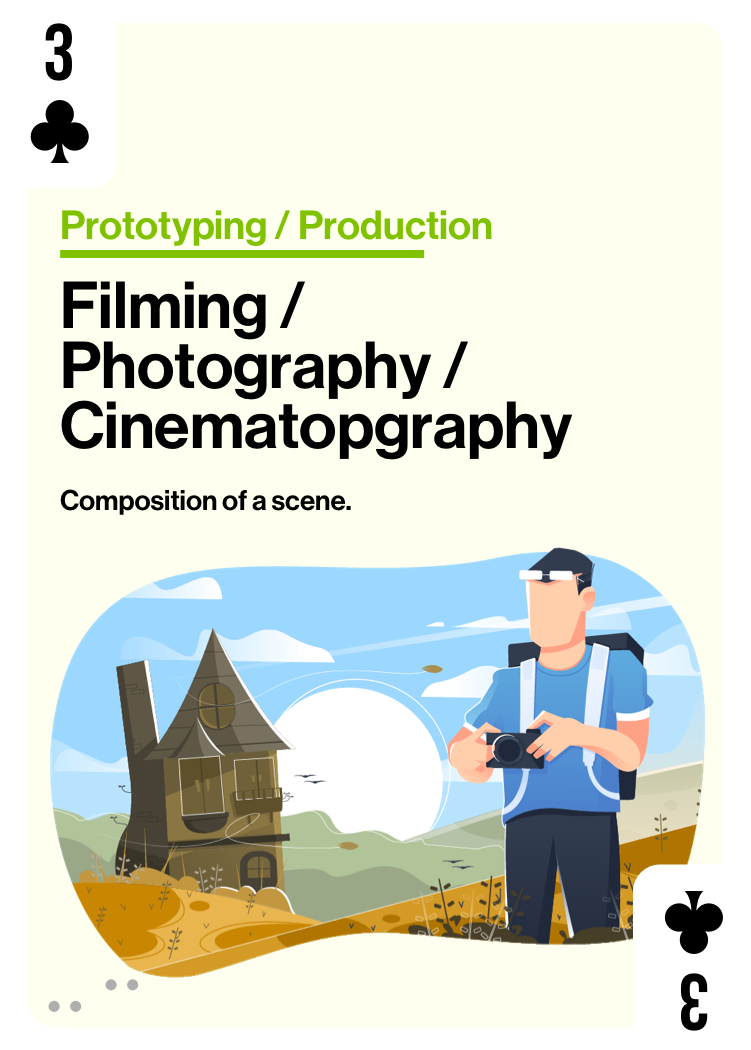 3
Prototyping / Production
Filming /
Photography /
Cinematopgraphy
Composition of a scene.
3